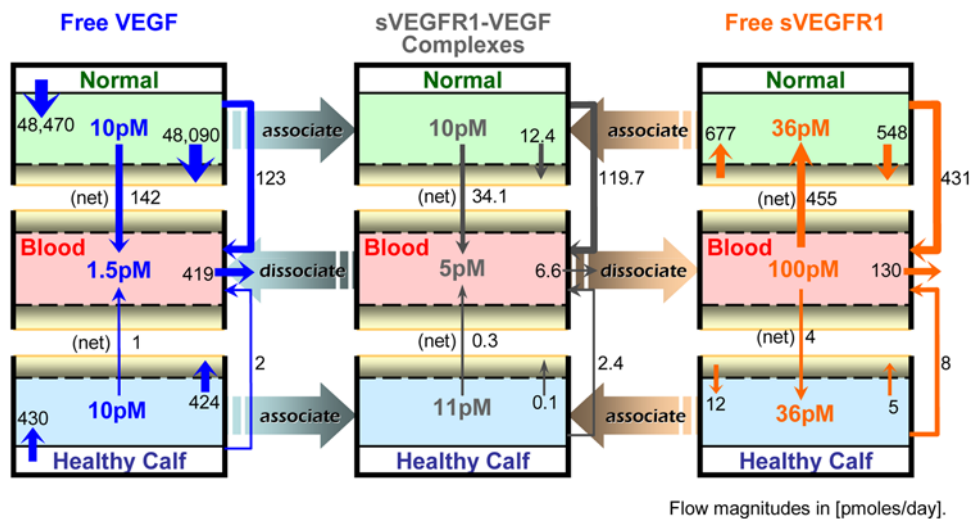 Free VEGF
sVEGFR1-VEGF
Complexes
Free sVEGFR1
Normal
48,470
10pM
48,090
(net) 142
123
Blood
1.5pM
419
(net) 1
2
10pM
430
424
Healthy Calf
associate
dissociate
associate
Normal
10pM
12.4
(net) 34.1
119.7
Blood
5pM
6.6
(net) 0.3
2.4
11pM
0.1
Healthy Calf
associate
dissociate
associate
Normal
36pM
677
548
(net) 455
431
Blood
100pM
130
(net) 4
8
12
36pM
5
Healthy Calf
Flow magnitudes in [pmoles/day].